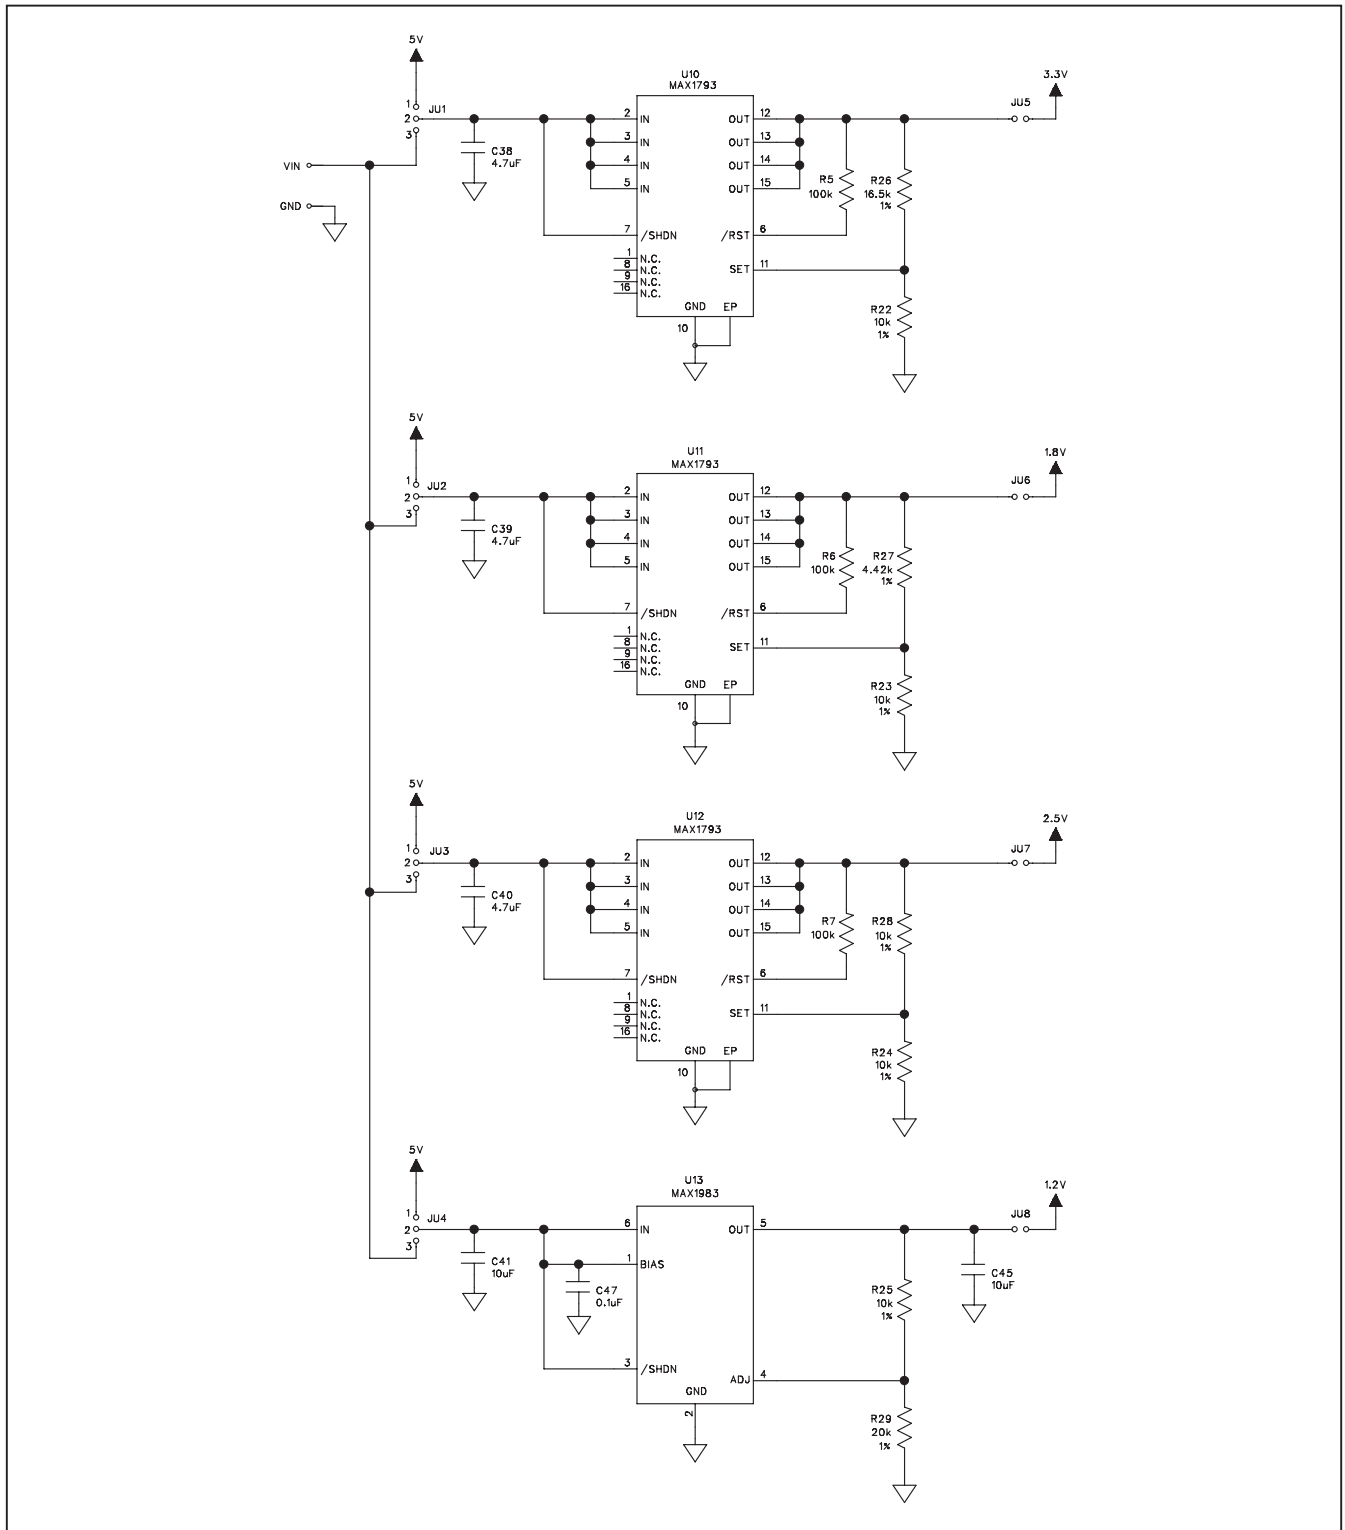 5V
U10
MAX1793
3.3V
1
2
3
JU1
JU5
2 IN
3 IN
4 IN
5 IN
OUT 12
OUT 13
OUT 14
OUT 15
C38
4.7uF
VIN
GND
R5
100k
R26
16.5k
1%
7 /SHDN
/RST 6
1 N.C.
8 N.C.
9 N.C.
16 N.C.
SET 11
GND EP
10
R22
10k
1%
5V
U11
MAX1793
1.8V
1
2
3
JU2
JU6
2 IN
3 IN
4 IN
5 IN
OUT 12
OUT 13
OUT 14
OUT 15
C39
4.7uF
R6
100k
R27
4.42k
1%
7 /SHDN
/RST 6
1 N.C.
8 N.C.
9 N.C.
16 N.C.
SET 11
GND EP
10
R23
10k
1%
5V
U12
MAX1793
2.5V
1
2
3
JU3
JU7
2 IN
3 IN
4 IN
5 IN
OUT 12
OUT 13
OUT 14
OUT 15
C40
4.7uF
R7
100k
R28
10k
1%
7 /SHDN
/RST 6
1 N.C.
8 N.C.
9 N.C.
16 N.C.
SET 11
GND EP
10
R24
10k
1%
5V
U13
MAX1983
1.2V
1
2
3
JU4
JU8
6 IN
OUT 5
C41
10uF
1 BIAS
C47
0.1uF
R25
10k
1%
C45
10uF
3 /SHDN
ADJ 4
GND
2
R29
20k
1%